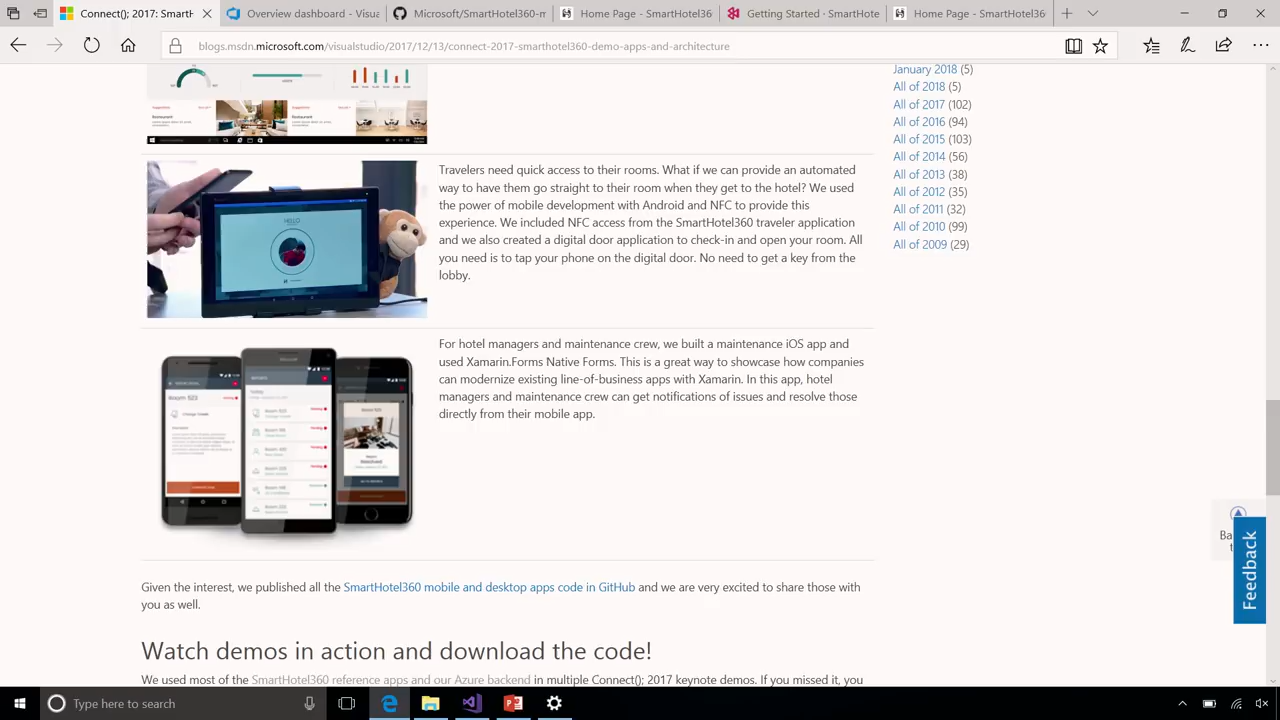 Connect(); 2017: SmartH
Microsoft/SmartHotel360-m
Home Page - SmartHotel36
Getting Started - SmartHo
Home Page - SmartHotel36
blogs.msdn.microsoft.com/visualstudio/2017/12/13/connect-2017-smarthotel360-demo-apps-and-architecture
January 2018 (5)
All of 2018 (5)
All of 2017 (102)
All of 2016 (94)
All of 2015 (103)
All of 2014 (56)
All of 2013 (38)
All of 2012 (35)
All of 2011 (32)
All of 2010 (99)
All of 2009 (29)
Restaurant
Restaurant
HELLO
Travelers need quick access to their rooms. What if we can provide an automated
way to have them go straight to their room when they get to the hotel? We used
the power of mobile development with Android and NFC to provide this
experience. We included NFC access from the SmartHotel360 traveler application
and we also created a digital door application to check-in and open your room. All
you need is to tap your phone on the digital door. No need to get a key from the
lobby.
Room 523
For hotel managers and maintenance crew, we built a maintenance iOS app and
used Xamarin Forms Native Forms. This is a great way to showcase how companies
can modernize existing line-of-business apps with Xamarin. In this app, hotel
managers and maintenance crew can get notifications of issues and resolve those
directly from their mobile app.
Given the interest, we published all the SmartHotel360 mobile and desktop apps code in GitHub and we are very excited to share those with
you as well.
Watch demos in action and download the code!
We used most of the SmartHotel360 reference apps and our Azure backend in multiple Connect(); 2017 keynote demos. If you missed it, you
Ba
t
Feedback
Type here to search